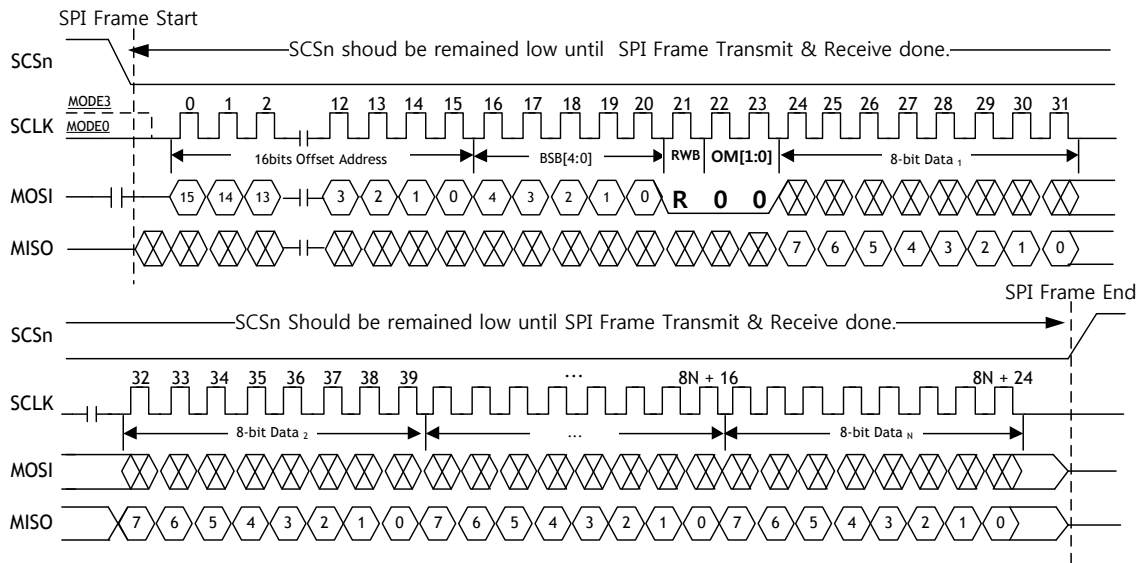 SPI Frame Start
SCSn shoud be remained low until SPI Frame Transmit & Receive done.
SCSn
MODE3
MODE0
SCLK
0 1 2 12 13 14 15 16 17 18 19 20 21 22 23 24 25 26 27 28 29 30 31
16bits Offset Address BSB[4:0] RWB OM[1:0] 8-bit Data 1
MOSI 15 14 13 3 2 1 0 4 3 2 1 0 R 0 0
MISO 7 6 5 4 3 2 1 0
SPI Frame End
SCSn Should be remained low until SPI Frame Transmit & Receive done.
SCSn
32 33 34 35 36 37 38 39 ... 8N + 16 8N + 24
SCLK
8-bit Data 2 ... 8-bit Data N
MOSI
MISO 7 6 5 4 3 2 1 0 7 6 5 4 3 2 1 0 7 6 5 4 3 2 1 0